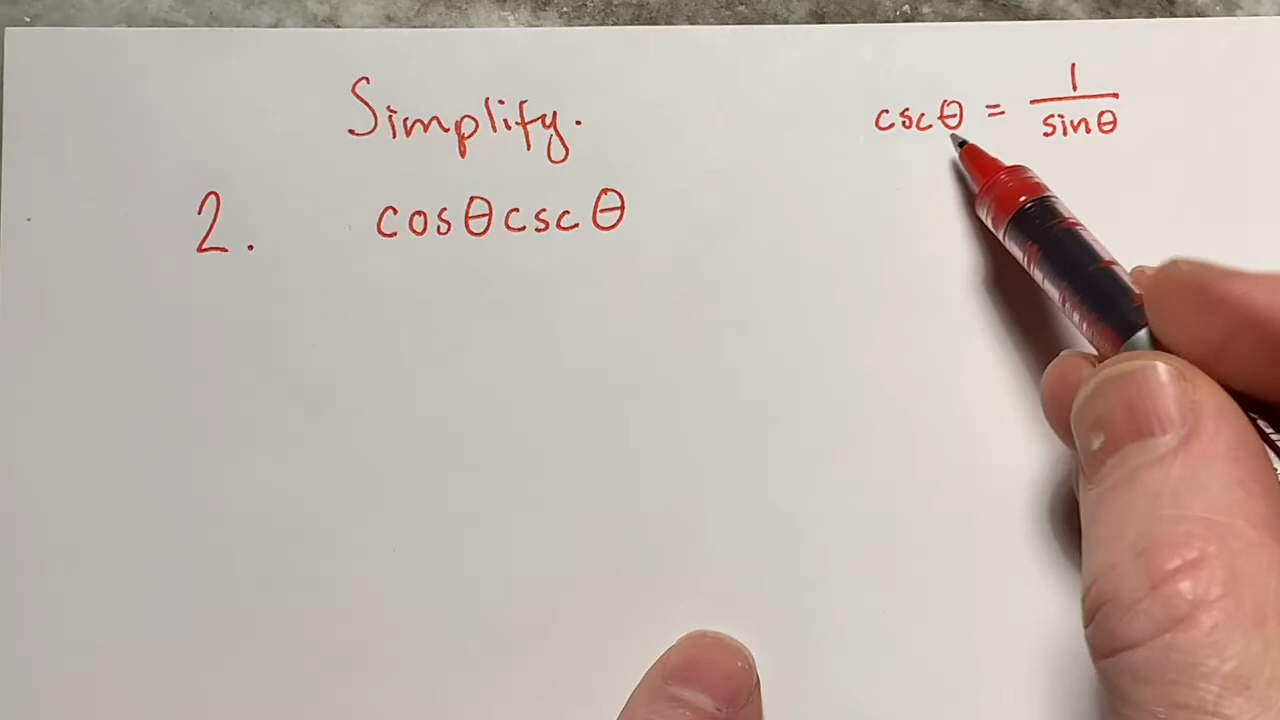 Simplify.
cscθ = 1/sinθ
2. cosθcscθ